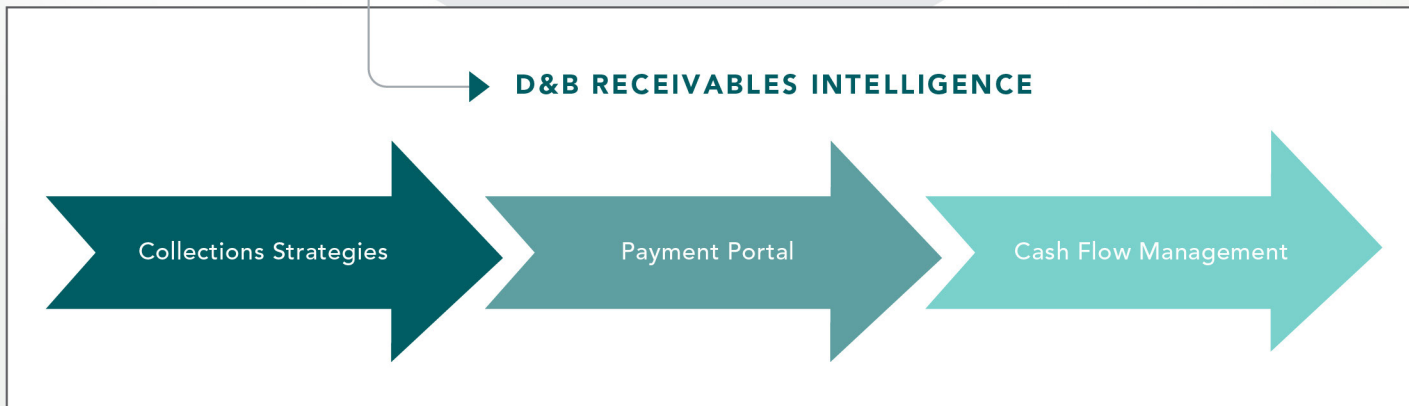 D&B RECEIVABLES INTELLIGENCE
Collections Strategies
Payment Portal
Cash Flow Management